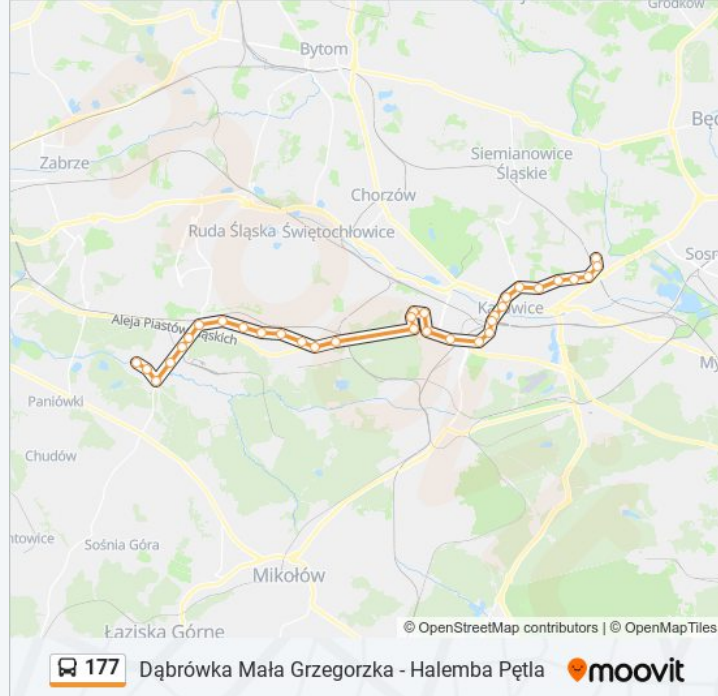 Gródków
Bytom
Będ
Zabrze
Siemianowice
Śląskie
Chorzów
Ruda Śląska
Świętochłowice
Sosn
Katowice
Aleja Piastów Śląskich
My
Paniówki
Chudów
ntowice
Sośnia Góra
Mikołów
Łaziska Górne
© OpenStreetMap contributors | © OpenMapTiles
177 Dąbrówka Mała Grzegorzka - Halemba Pętla moovit